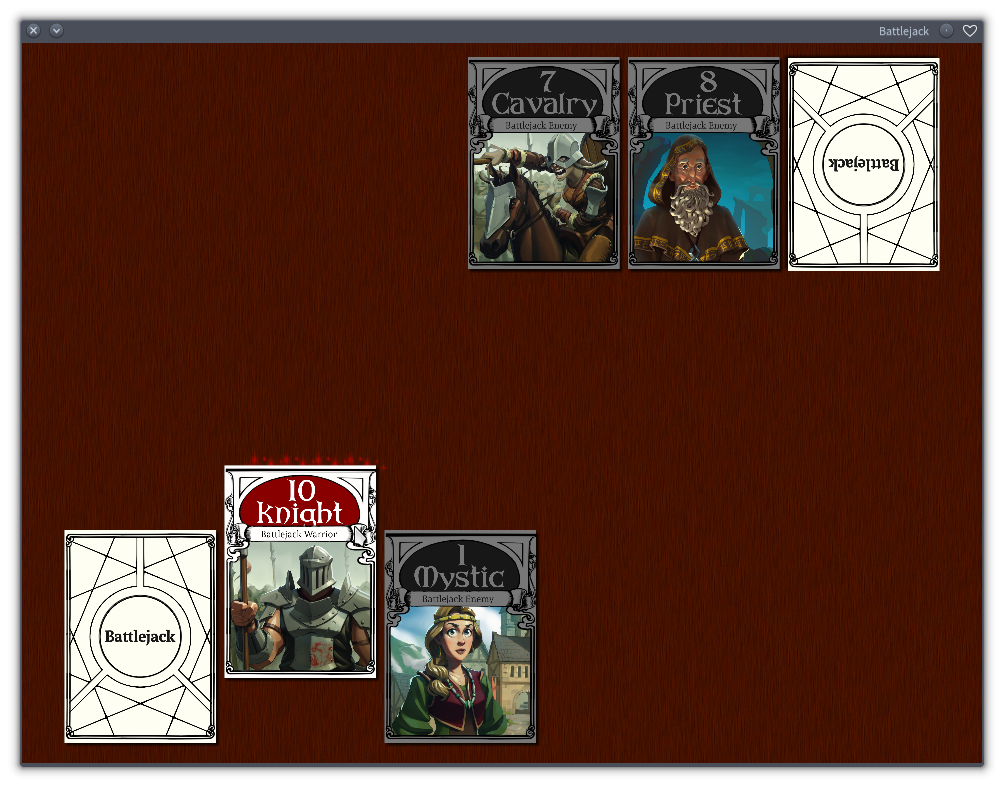 Battlejack
7
Cavalry
Battlejack Enemy
8
Priest
Battlejack Enemy
Battlejack
10
knight
Battlejack Warrior
Battlejack
1
Mystic
Battlejack Enemy